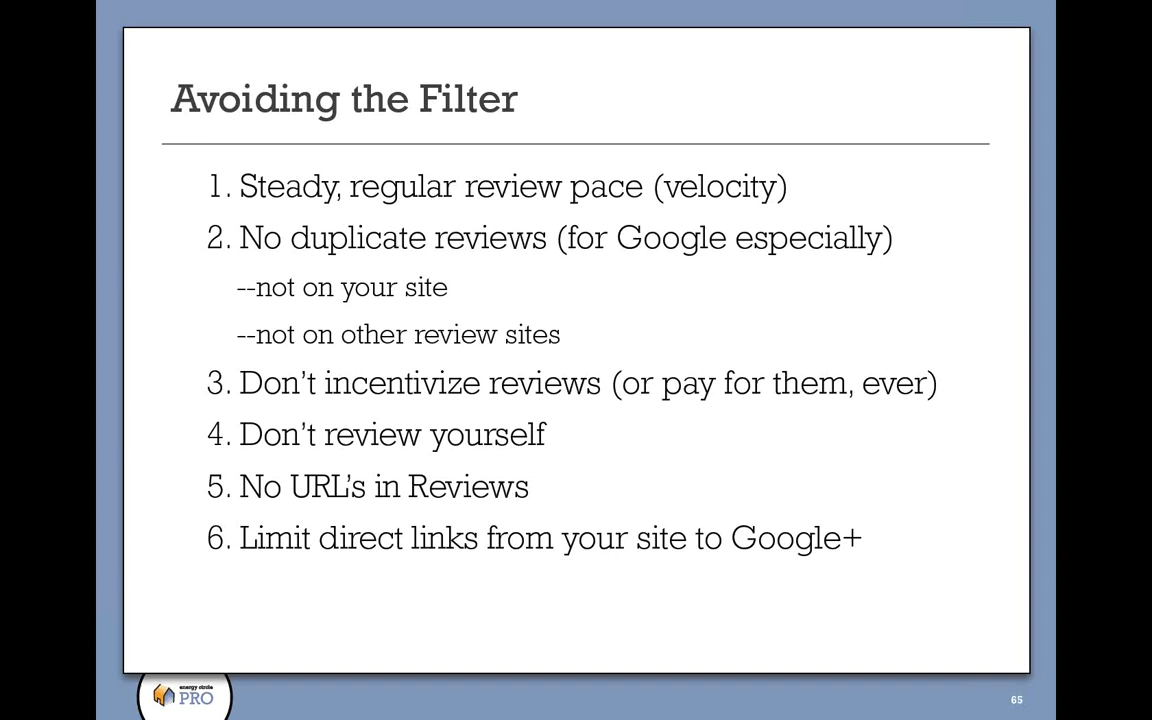 Avoiding the Filter
1. Steady, regular review pace (velocity)
2. No duplicate reviews (for Google especially)
--not on your site
--not on other review sites
3. Don't incentivize reviews (or pay for them, ever)
4. Don't review yourself
5. No URL's in Reviews
6. Limit direct links from your site to Google+
energy circle
PRO
65